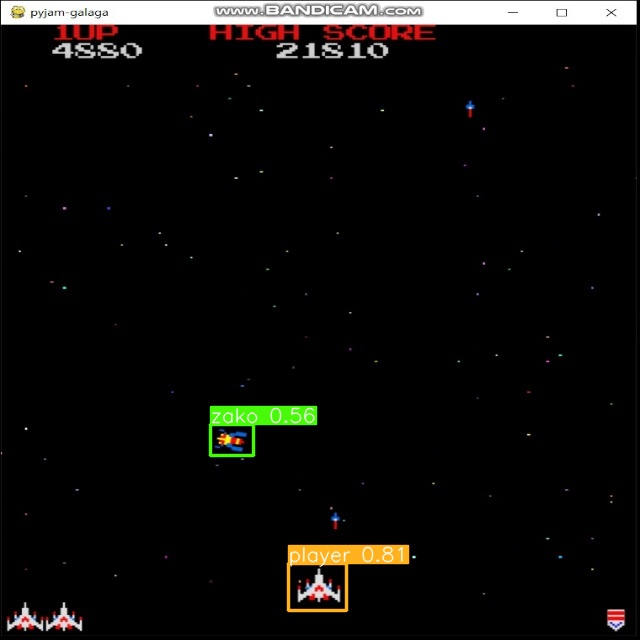 pyjam-galaga
www.BANDICAM.com
1UP HIGH SCORE
4880 21810
zako 0.56
player 0.81